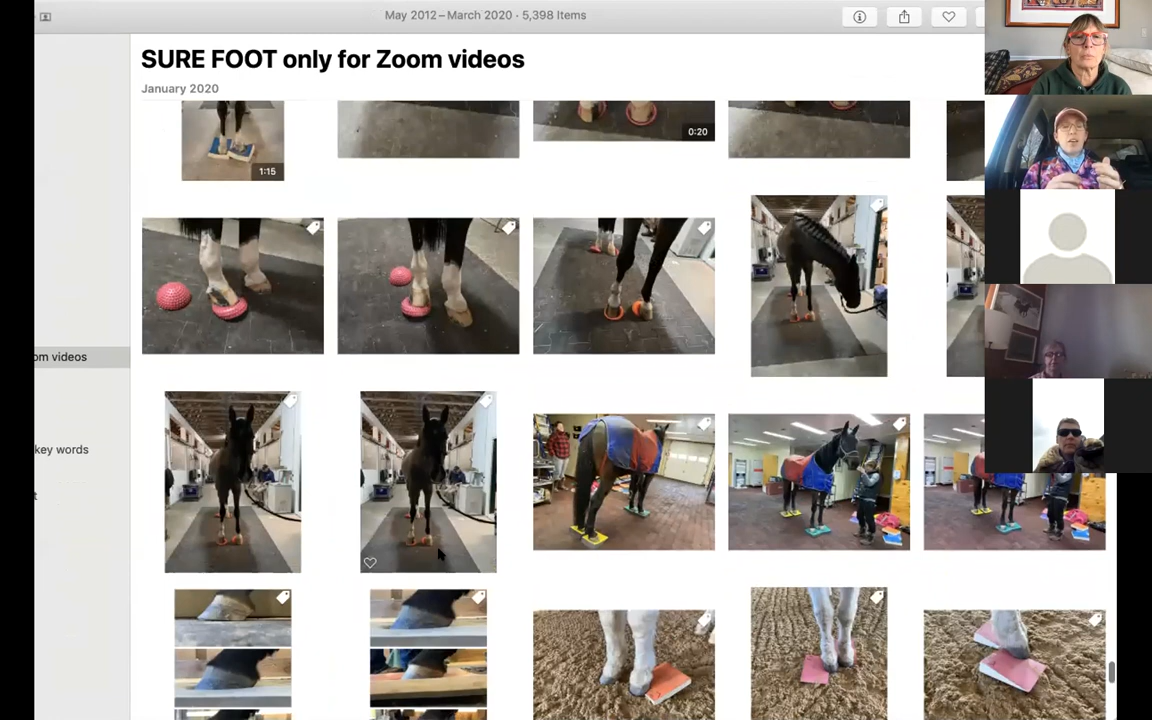 May 2012 – March 2020 · 5,398 Items
SURE FOOT only for Zoom videos
January 2020
1:15
0:20
om videos
key words
t